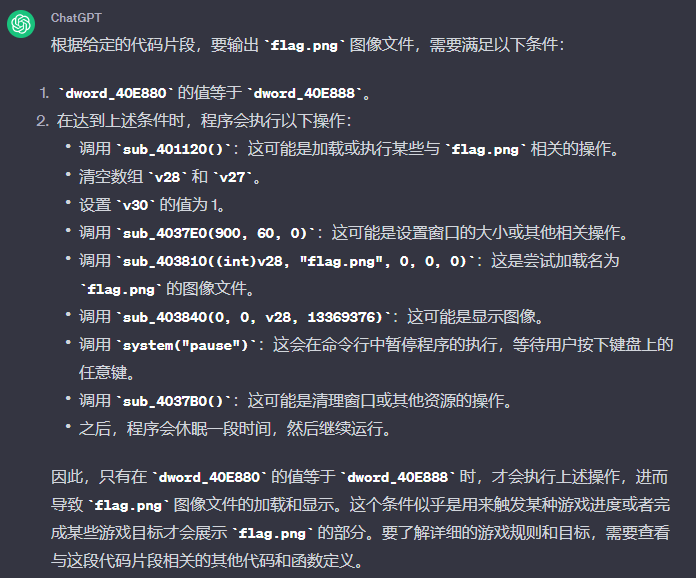 ChatGPT
根据给定的代码片段，要输出 `flag.png` 图像文件，需要满足以下条件：
1. `dword_40E880` 的值等于 `dword_40E888`。
2. 在达到上述条件时，程序会执行以下操作：
• 调用 `sub_401120()`：这可能是加载或执行某些与 `flag.png` 相关的操作。
• 清空数组 `v28` 和 `v27`。
• 设置 `v30` 的值为 1。
• 调用 `sub_4037E0(900, 60, 0)`：这可能是设置窗口的大小或其他相关操作。
• 调用 `sub_403810((int)v28, "flag.png", 0, 0, 0)`：这是尝试加载名为
`flag.png` 的图像文件。
• 调用 `sub_403840(0, 0, v28, 13369376)`：这可能是显示图像。
• 调用 `system("pause")`：这会在命令行中暂停程序的执行，等待用户按下键盘上的
任意键。
• 调用 `sub_4037B0()`：这可能是清理窗口或其他资源的操作。
• 之后，程序会休眠一段时间，然后继续运行。
因此，只有在 `dword_40E880` 的值等于 `dword_40E888` 时，才会执行上述操作，进而
导致 `flag.png` 图像文件的加载和显示。这个条件似乎是用来触发某种游戏进度或者完
成某些游戏目标才会展示 `flag.png` 的部分。要了解详细的游戏规则和目标，需要查看
与这段代码片段相关的其他代码和函数定义。